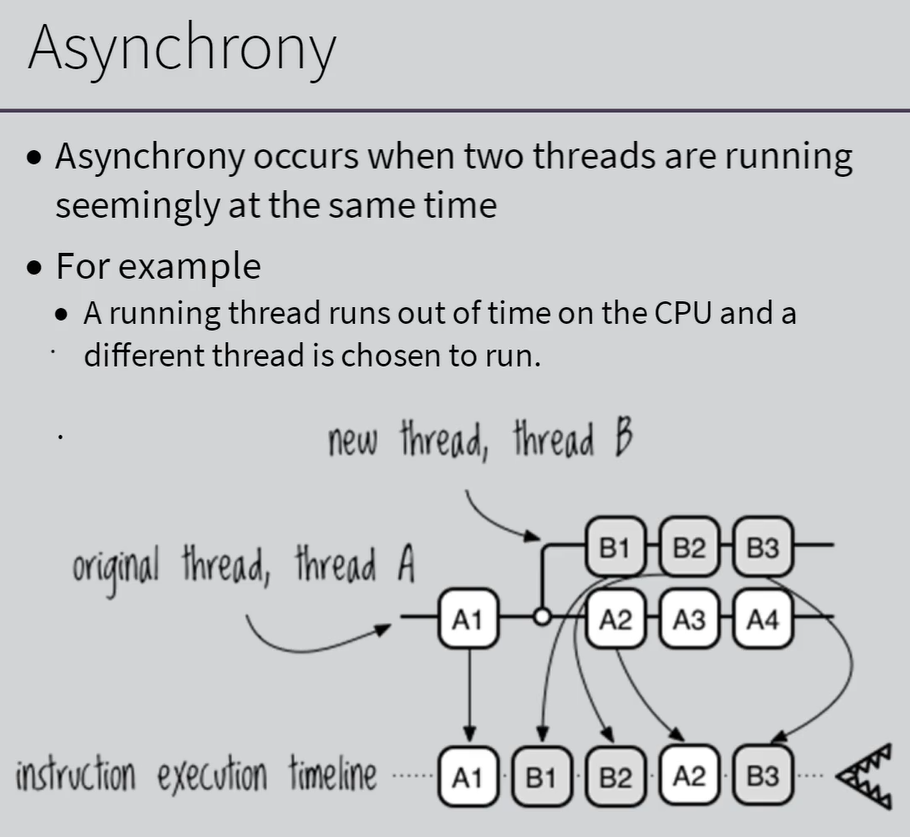 Asynchrony
• Asynchrony occurs when two threads are running
seemingly at the same time
• For example
• A running thread runs out of time on the CPU and a
different thread is chosen to run.
new thread, thread B
original thread, thread A
B1 B2 B3
A1 A2 A3 A4
instruction execution timeline A1 B1 B2 A2 B3